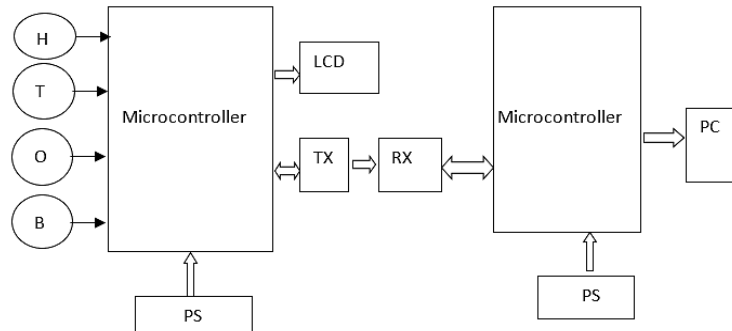 H
T
O
B
Microcontroller
LCD
TX
RX
Microcontroller
PC
PS
PS